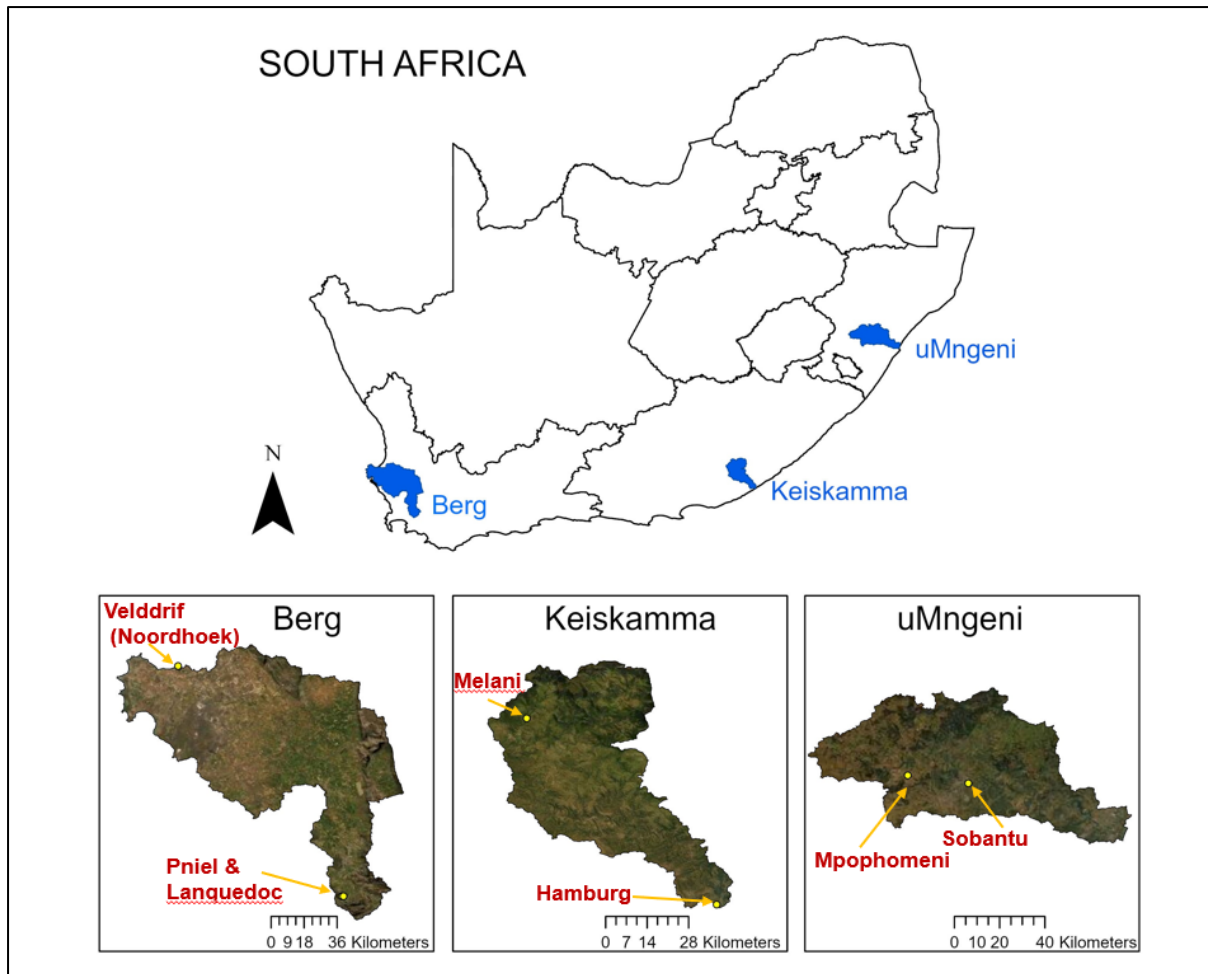 SOUTH AFRICA
uMngeni
Keiskamma
Berg
N
Berg
Velddrif
(Noordhoek)
Pniel &
Lanquedoc
0 9 18 36 Kilometers
Keiskamma
Melani
Hamburg
0 7 14 28 Kilometers
uMngeni
Mpophomeni
Sobantu
0 10 20 40 Kilometers